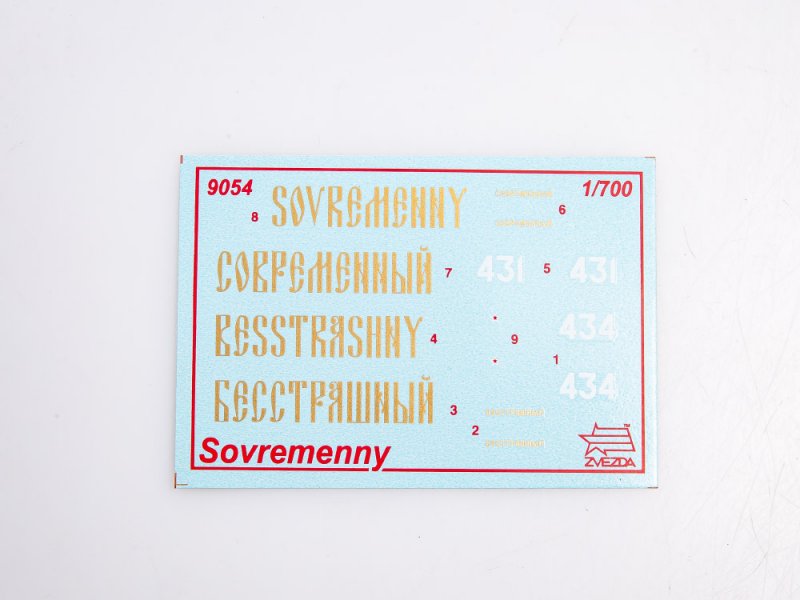 9054
1/700
8 SOVREMENNY
6
СОВРЕМЕННЫЙ 7
431 5 431
BESSTRASHNY 4
9
434
1
БЕССТРАШНЫЙ 3
434
2
Sovremenny
ZVEZDA™